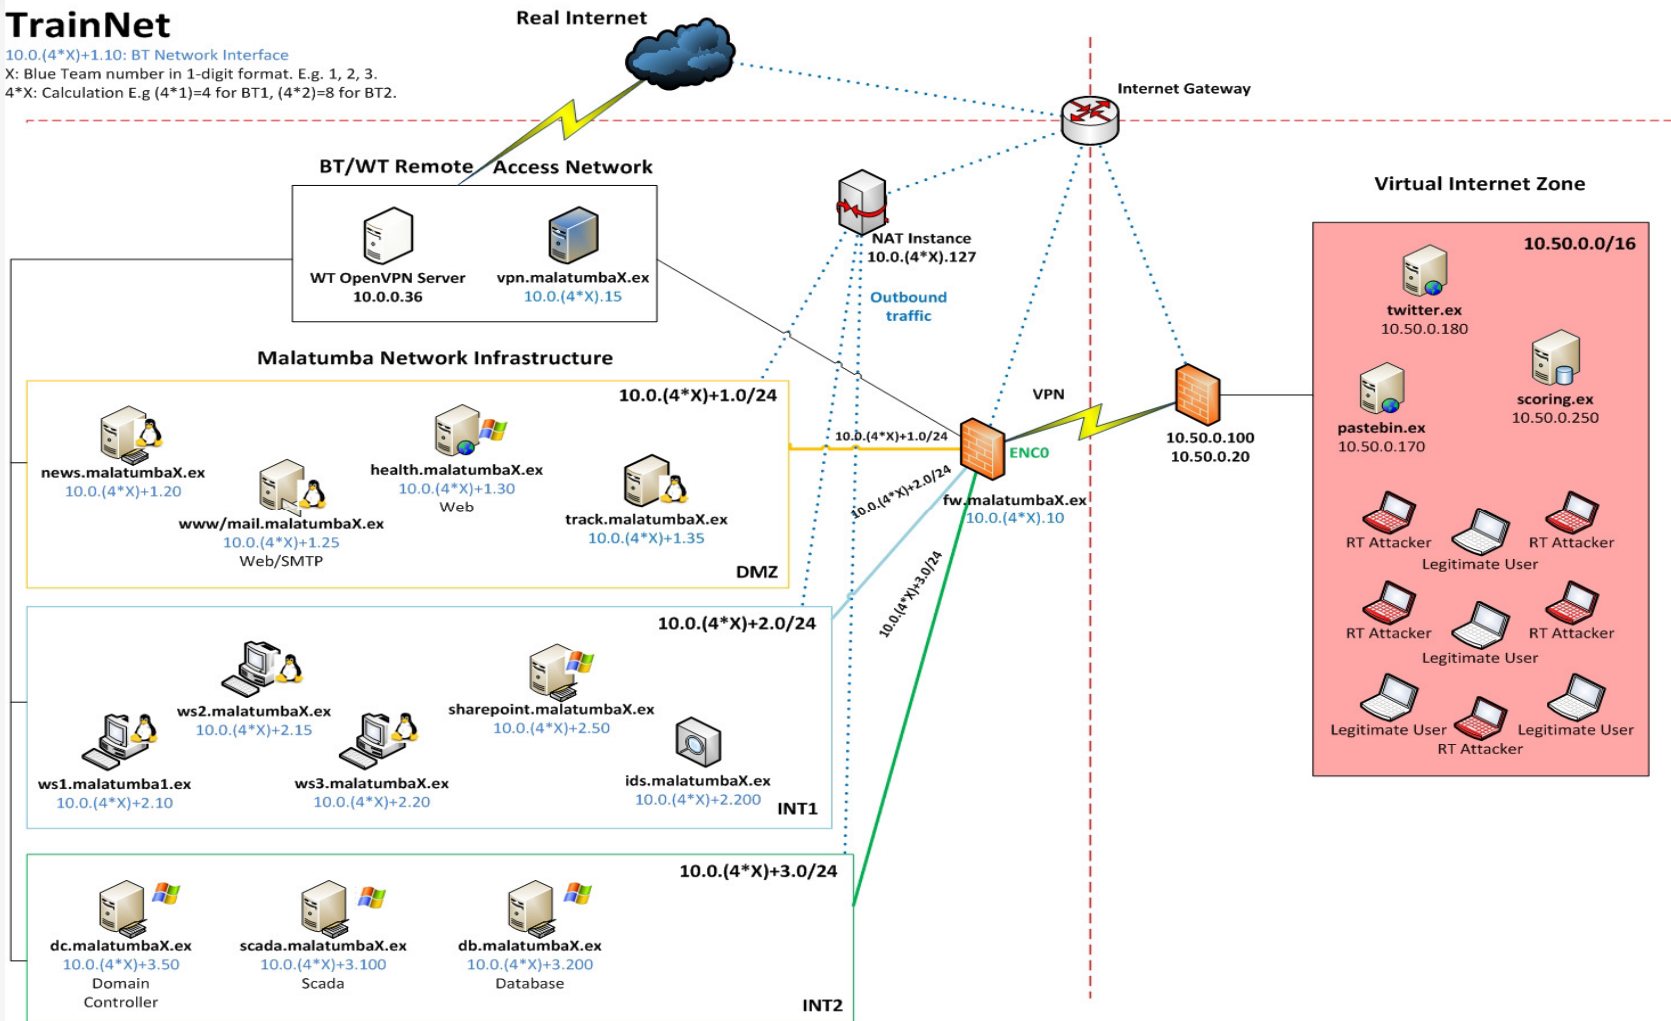 TrainNet
10.0.(4*X)+1.10: BT Network Interface
X: Blue Team number in 1-digit format. E.g. 1, 2, 3.
4*X: Calculation E.g (4*1)=4 for BT1, (4*2)=8 for BT2.
Real Internet
Internet Gateway
BT/WT Remote Access Network
WT OpenVPN Server
10.0.0.36
vpn.malatumbaX.ex
10.0.(4*X).15
NAT Instance
10.0.(4*X).127
Outbound
traffic
Virtual Internet Zone
10.50.0.0/16
twitter.ex
10.50.0.180
scoring.ex
10.50.0.250
pastebin.ex
10.50.0.170
RT Attacker
RT Attacker
Legitimate User
RT Attacker
RT Attacker
Legitimate User
Legitimate User
Legitimate User
RT Attacker
VPN
10.50.0.100
10.50.0.20
ENC0
fw.malatumbaX.ex
10.0.(4*X).10
10.0.(4*X)+1.0/24
10.0.(4*X)+2.0/24
10.0.(4*X)+3.0/24
Malatumba Network Infrastructure
10.0.(4*X)+1.0/24
news.malatumbaX.ex
10.0.(4*X)+1.20
www/mail.malatumbaX.ex
10.0.(4*X)+1.25
Web/SMTP
health.malatumbaX.ex
10.0.(4*X)+1.30
Web
track.malatumbaX.ex
10.0.(4*X)+1.35
DMZ
10.0.(4*X)+2.0/24
ws2.malatumbaX.ex
10.0.(4*X)+2.15
sharepoint.malatumbaX.ex
10.0.(4*X)+2.50
ws1.malatumba1.ex
10.0.(4*X)+2.10
ws3.malatumbaX.ex
10.0.(4*X)+2.20
ids.malatumbaX.ex
10.0.(4*X)+2.200
INT1
10.0.(4*X)+3.0/24
dc.malatumbaX.ex
10.0.(4*X)+3.50
Domain
Controller
scada.malatumbaX.ex
10.0.(4*X)+3.100
Scada
db.malatumbaX.ex
10.0.(4*X)+3.200
Database
INT2